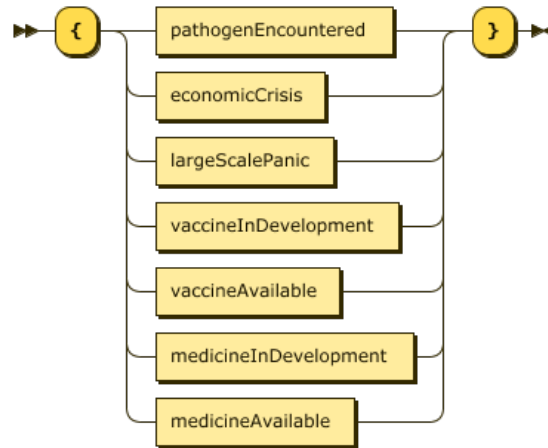 { pathogenEncountered }
economicCrisis
largeScalePanic
vaccineInDevelopment
vaccineAvailable
medicineInDevelopment
medicineAvailable